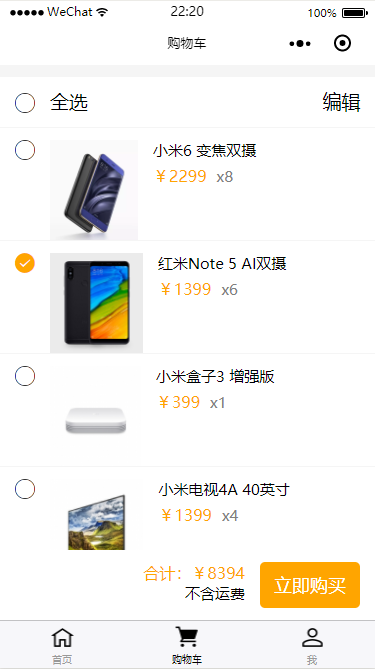 WeChat 22:20 100%
购物车
全选 编辑
小米6 变焦双摄
￥2299 x8
红米Note 5 AI双摄
￥1399 x6
小米盒子3 增强版
￥399 x1
小米电视4A 40英寸
￥1399 x4
合计：￥8394
不含运费
立即购买
首页 购物车 我